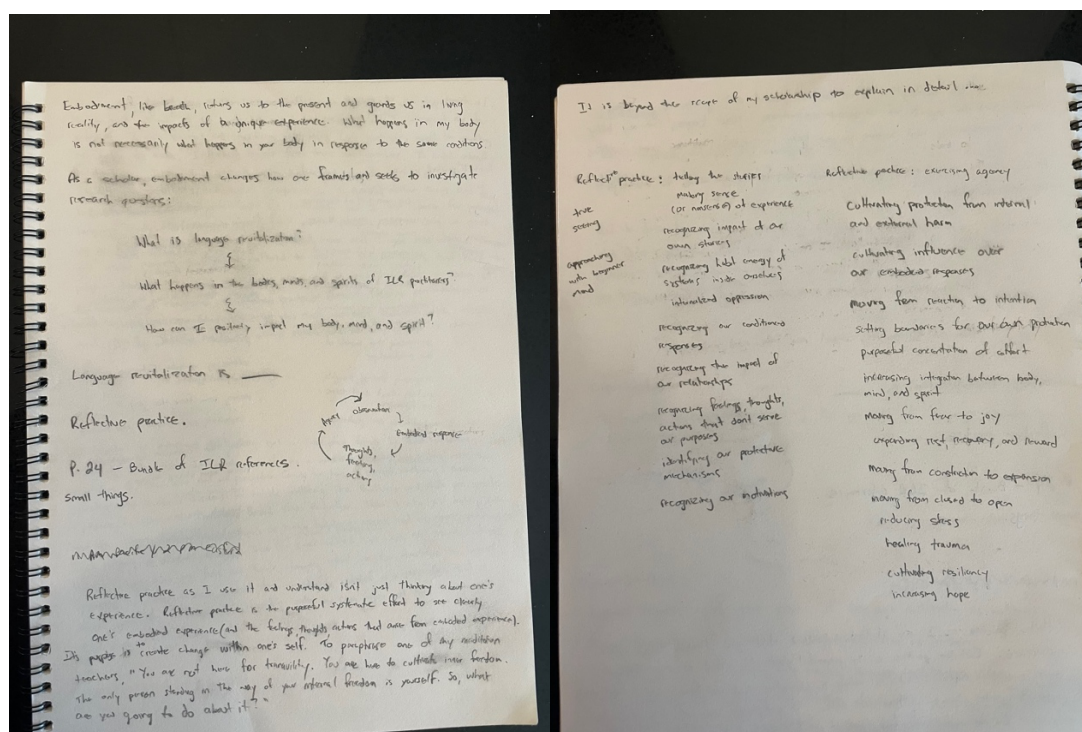 Embodiment, like breath, links us to the present and grounds us in living
reality, and the impacts of a unique experience. What happens in my body
is not necessarily what happens in your body in response to the same conditions.
As a scholar, embodiment changes how one frames and seeks to investigate
research questions:
What is language revitalization?
What happens in the bodies, minds, and spirits of ILR practitioners?
How can I positively impact my body, mind, and spirit?
Language revitalization is
Reflective practice.
observation
Embodied response
Thoughts,
feelings,
actions
impact
P. 24 – Bundle of ILR references.
small things.
Reflective practice as I use it and understand isn't just thinking about one's
experience. Reflective practice is the purposeful systematic effort to see clearly
one's embodied experience (and the feelings, thoughts, actions that arise from embodied experience).
It's purpose is to create change within one's self. To paraphrase one of my meditation
teachers, "You are not here for tranquility. You are here to cultivate inner freedom.
The only person standing in the way of your internal freedom is yourself. So, what
are you going to do about it?"
It is beyond the scope of my scholarship to explain in detail
Reflective practice: telling the stories
making sense
(or nonsense) of experience
true
seeing
recognizing impact of our
own stories
approaching
with beginner
mind
recognizing habit energy of
systems inside ourselves
internalized oppression
recognizing our conditioned
responses
recognizing the impact of
our relationships
recognizing feelings, thoughts,
actions that don't serve
our purposes
identifying our protective
mechanisms
recognizing our motivations
Reflective practice: exercising agency
cultivating protection from internal
and external harm
cultivating influence over
our embodied responses
moving from reaction to intention
setting boundaries for our own protection
purposeful concentration of effort
increasing integration between body,
mind, and spirit
moving from fear to joy
expanding rest, recovery, and reward
moving from constriction to expansion
moving from closed to open
reducing stress
healing trauma
cultivating resiliency
increasing hope